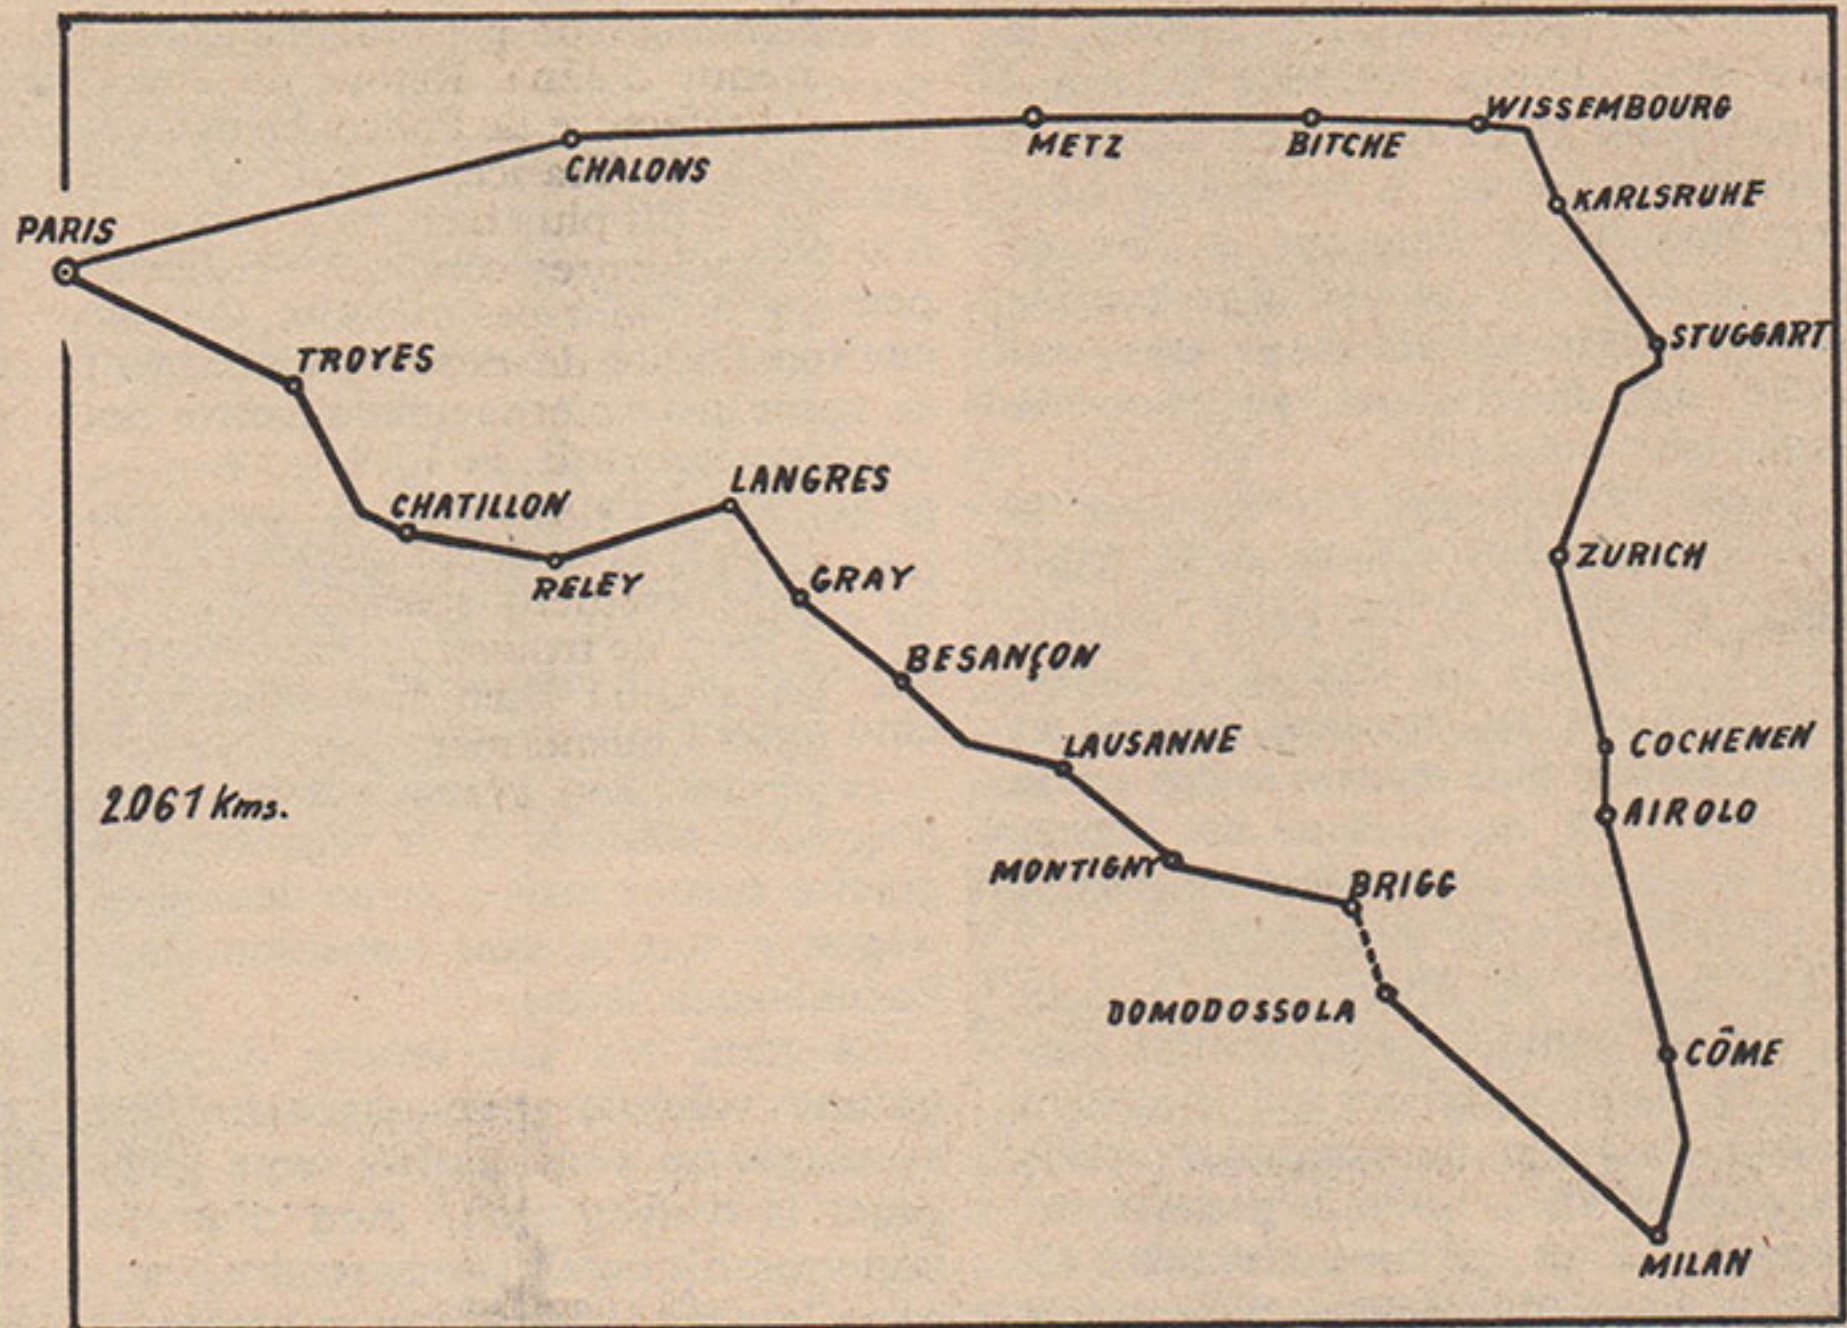 WISSEMBOURG
METZ
BITCHE
CHALONS
KARLSRUHE
PARIS
STUGGART
TROYES
LANGRES
CHATILLON
ZURICH
RELEY
GRAY
BESANÇON
LAUSANNE
COCHENEN
2.061 Kms.
AIROLO
MONTIGNY
BRIGG
DOMODOSSOLA
CÔME
MILAN